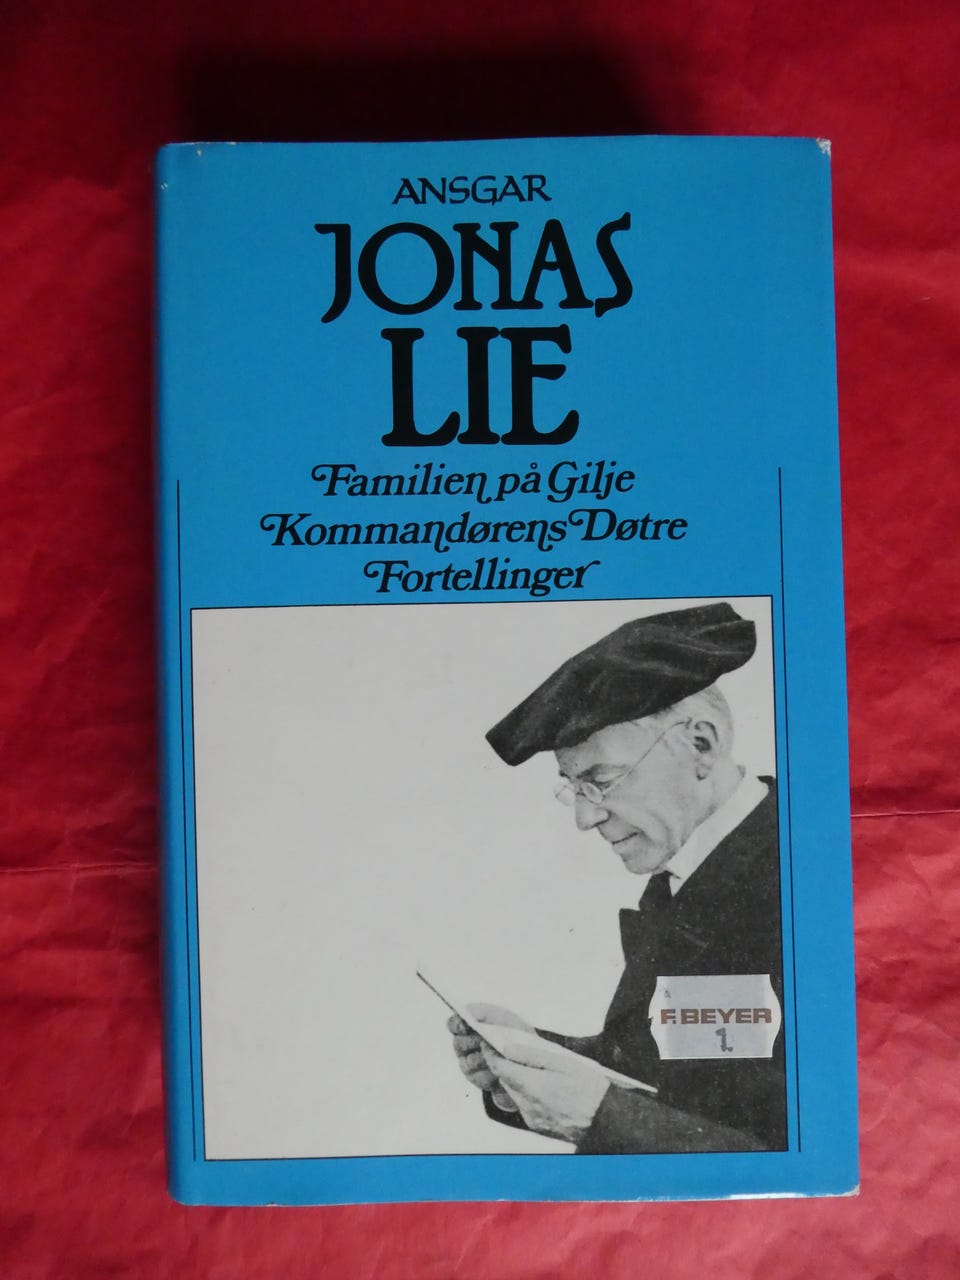 ANSGAR
JONAS
LIE
Familien på Gilje
Kommandørens Døtre
Fortellinger
F. BEYER
1.